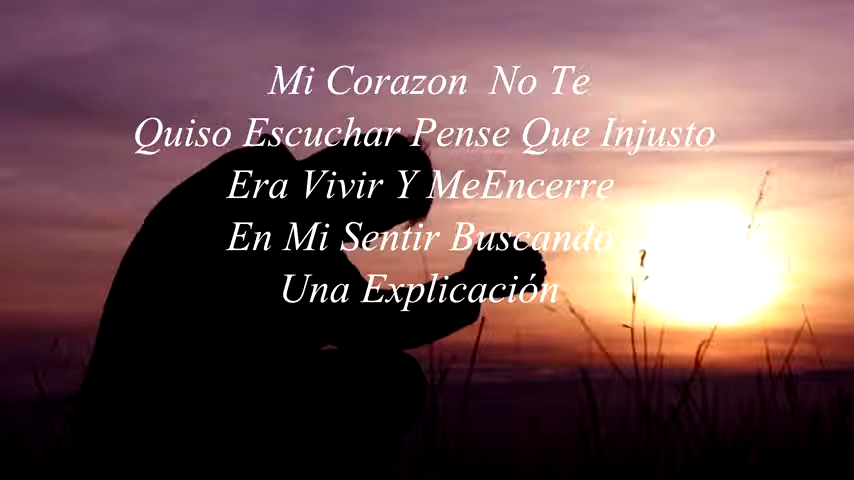 Mi Corazon  No Te
Quiso Escuchar Pense Que Injusto
Era Vivir Y MeEncerre
En Mi Sentir Buscando
Una Explicación